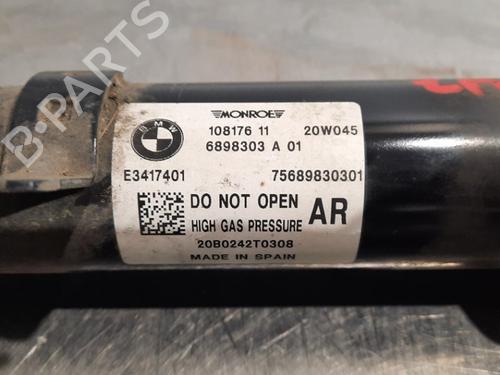 MONROE
BMW
108176 11 20W045
6898303 A 01
E3417401 75689830301
DO NOT OPEN
HIGH GAS PRESSURE AR
20B0242T0308
MADE IN SPAIN
B-PARTS